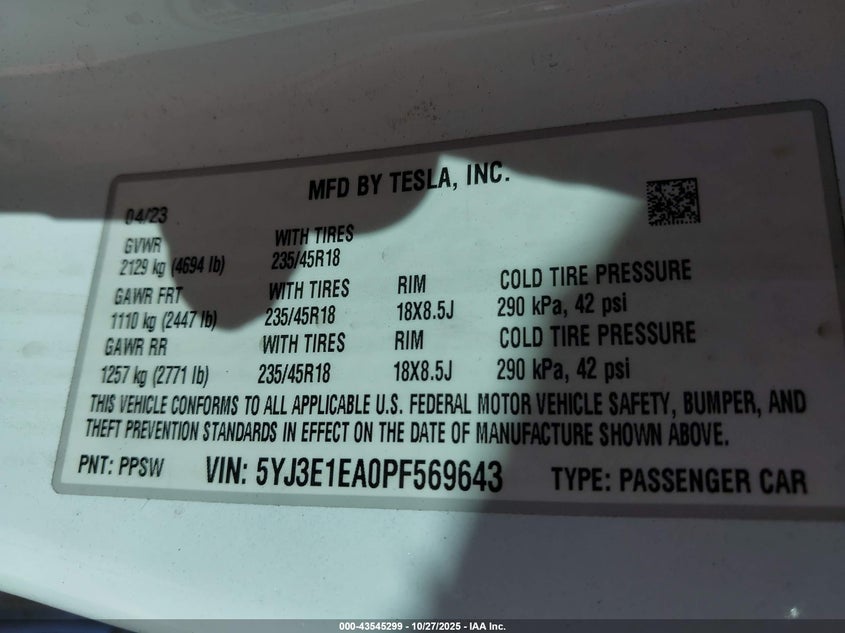 MFD BY TESLA, INC.
04/23
GVWR WITH TIRES
2129 kg (4694 lb) 235/45R18
GAWR FRT WITH TIRES RIM COLD TIRE PRESSURE
1110 kg (2447 lb) 235/45R18 18X8.5J 290 kPa, 42 psi
GAWR RR WITH TIRES RIM COLD TIRE PRESSURE
1257 kg (2771 lb) 235/45R18 18X8.5J 290 kPa, 42 psi
THIS VEHICLE CONFORMS TO ALL APPLICABLE U.S. FEDERAL MOTOR VEHICLE SAFETY, BUMPER, AND
THEFT PREVENTION STANDARDS IN EFFECT ON THE DATE OF MANUFACTURE SHOWN ABOVE.
PNT: PPSW VIN: 5YJ3E1EA0PF569643 TYPE: PASSENGER CAR
000-43545299 - 10/27/2025 - IAA Inc.